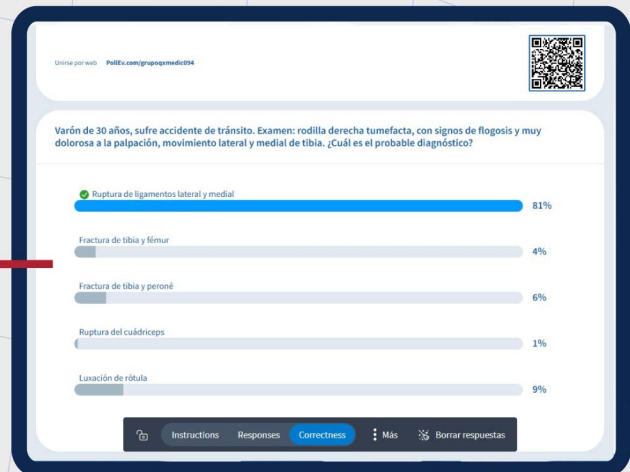 Unirse por web PollEv.com/grupoqxmedic094
Varón de 30 años, sufre accidente de tránsito. Examen: rodilla derecha tumefacta, con signos de flogosis y muy
dolorosa a la palpación, movimiento lateral y medial de tibia. ¿Cuál es el probable diagnóstico?
Ruptura de ligamentos lateral y medial
81%
Fractura de tibia y fémur
4%
Fractura de tibia y peroné
6%
Ruptura del cuádriceps
1%
Luxación de rótula
9%
Instructions Responses Correctness Más Borrar respuestas